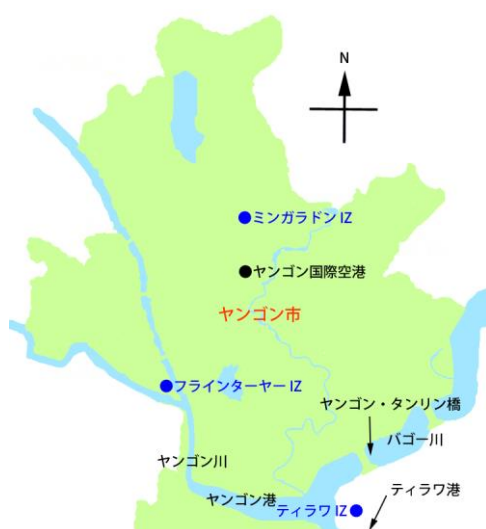 N
ミンガラドン IZ
ヤンゴン国際空港
ヤンゴン市
フラインターヤー IZ
ヤンゴン・タンリン橋
バゴー川
ヤンゴン川
ティラワ港
ヤンゴン港
ティラワ IZ